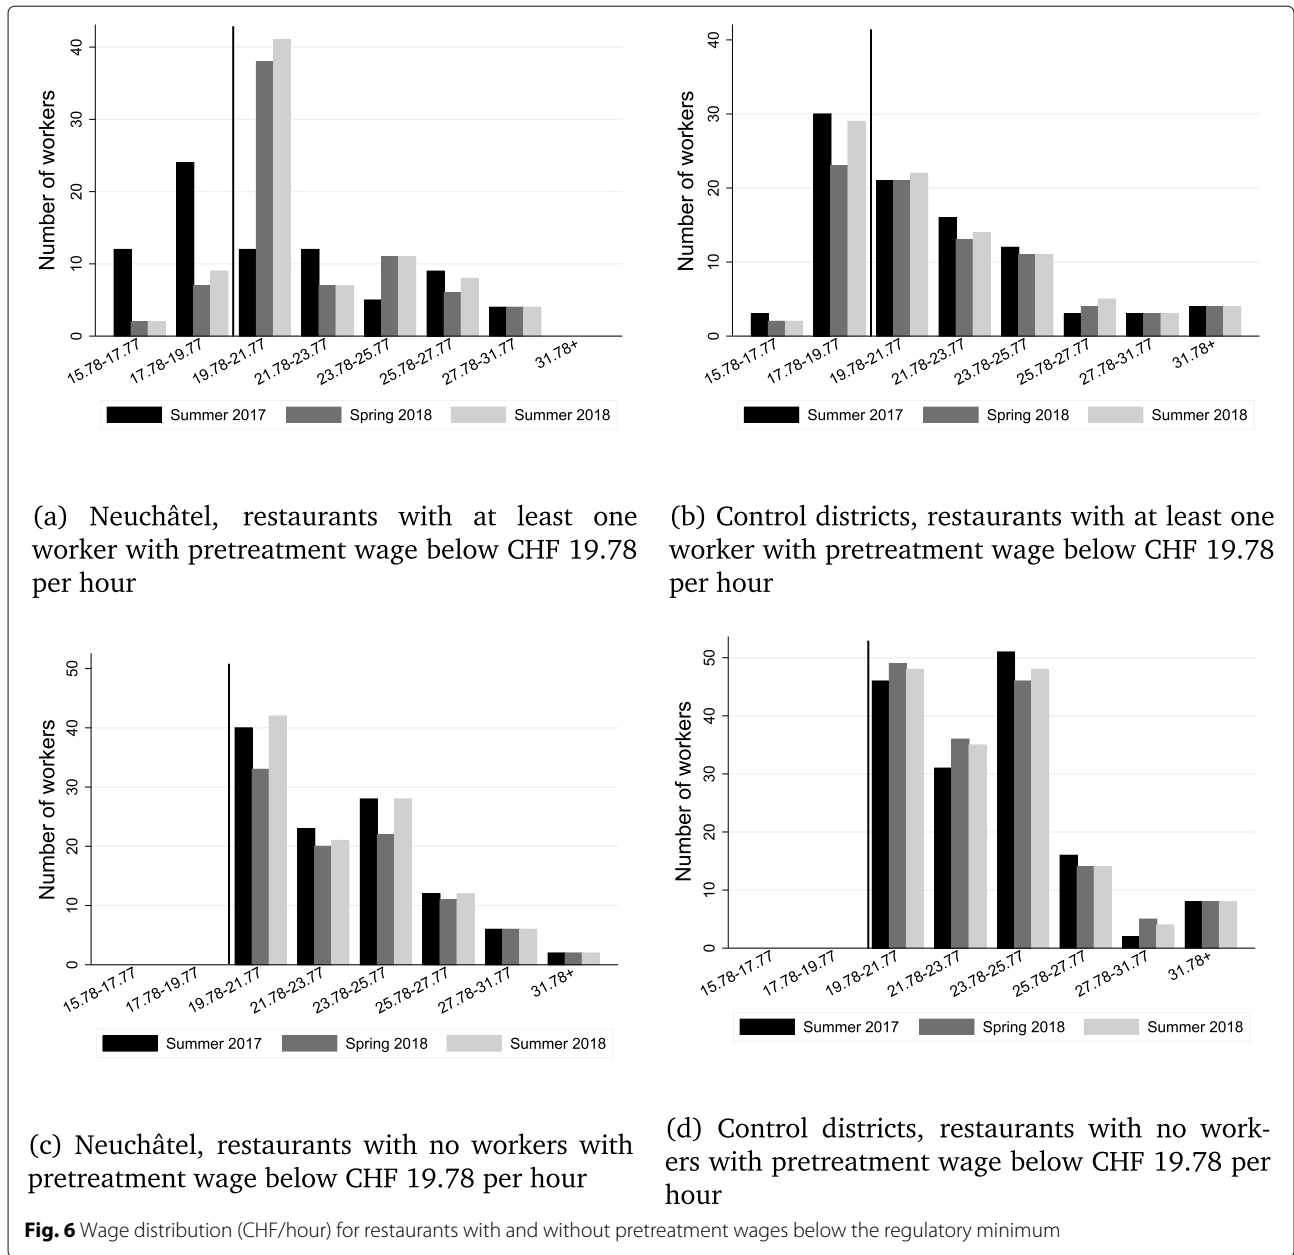 Number of workers
40
30
20
10
0
15.78-17.77
17.78-19.77
19.78-21.77
21.78-23.77
23.78-25.77
25.78-27.77
27.78-31.77
31.78+
Summer 2017 Spring 2018 Summer 2018
(a) Neuchâtel, restaurants with at least one
worker with pretreatment wage below CHF 19.78
per hour
Number of workers
40
30
20
10
0
15.78-17.77
17.78-19.77
19.78-21.77
21.78-23.77
23.78-25.77
25.78-27.77
27.78-31.77
31.78+
Summer 2017 Spring 2018 Summer 2018
(b) Control districts, restaurants with at least one
worker with pretreatment wage below CHF 19.78
per hour
Number of workers
50
40
30
20
10
0
15.78-17.77
17.78-19.77
19.78-21.77
21.78-23.77
23.78-25.77
25.78-27.77
27.78-31.77
31.78+
Summer 2017 Spring 2018 Summer 2018
(c) Neuchâtel, restaurants with no workers with
pretreatment wage below CHF 19.78 per hour
Number of workers
50
40
30
20
10
0
15.78-17.77
17.78-19.77
19.78-21.77
21.78-23.77
23.78-25.77
25.78-27.77
27.78-31.77
31.78+
Summer 2017 Spring 2018 Summer 2018
(d) Control districts, restaurants with no work-
ers with pretreatment wage below CHF 19.78 per
hour
Fig. 6 Wage distribution (CHF/hour) for restaurants with and without pretreatment wages below the regulatory minimum